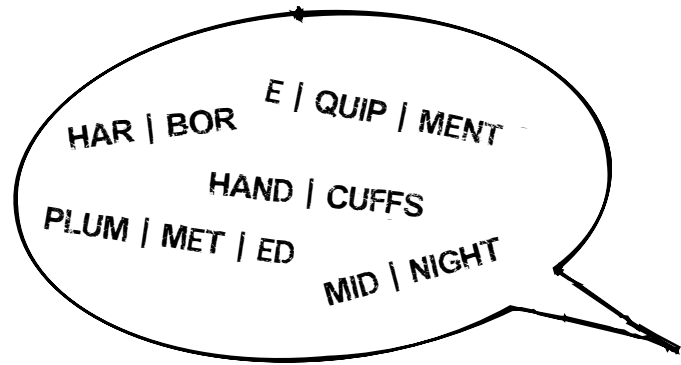 HAR | BOR
E | QUIP | MENT
HAND | CUFFS
PLUM | MET | ED
MID | NIGHT